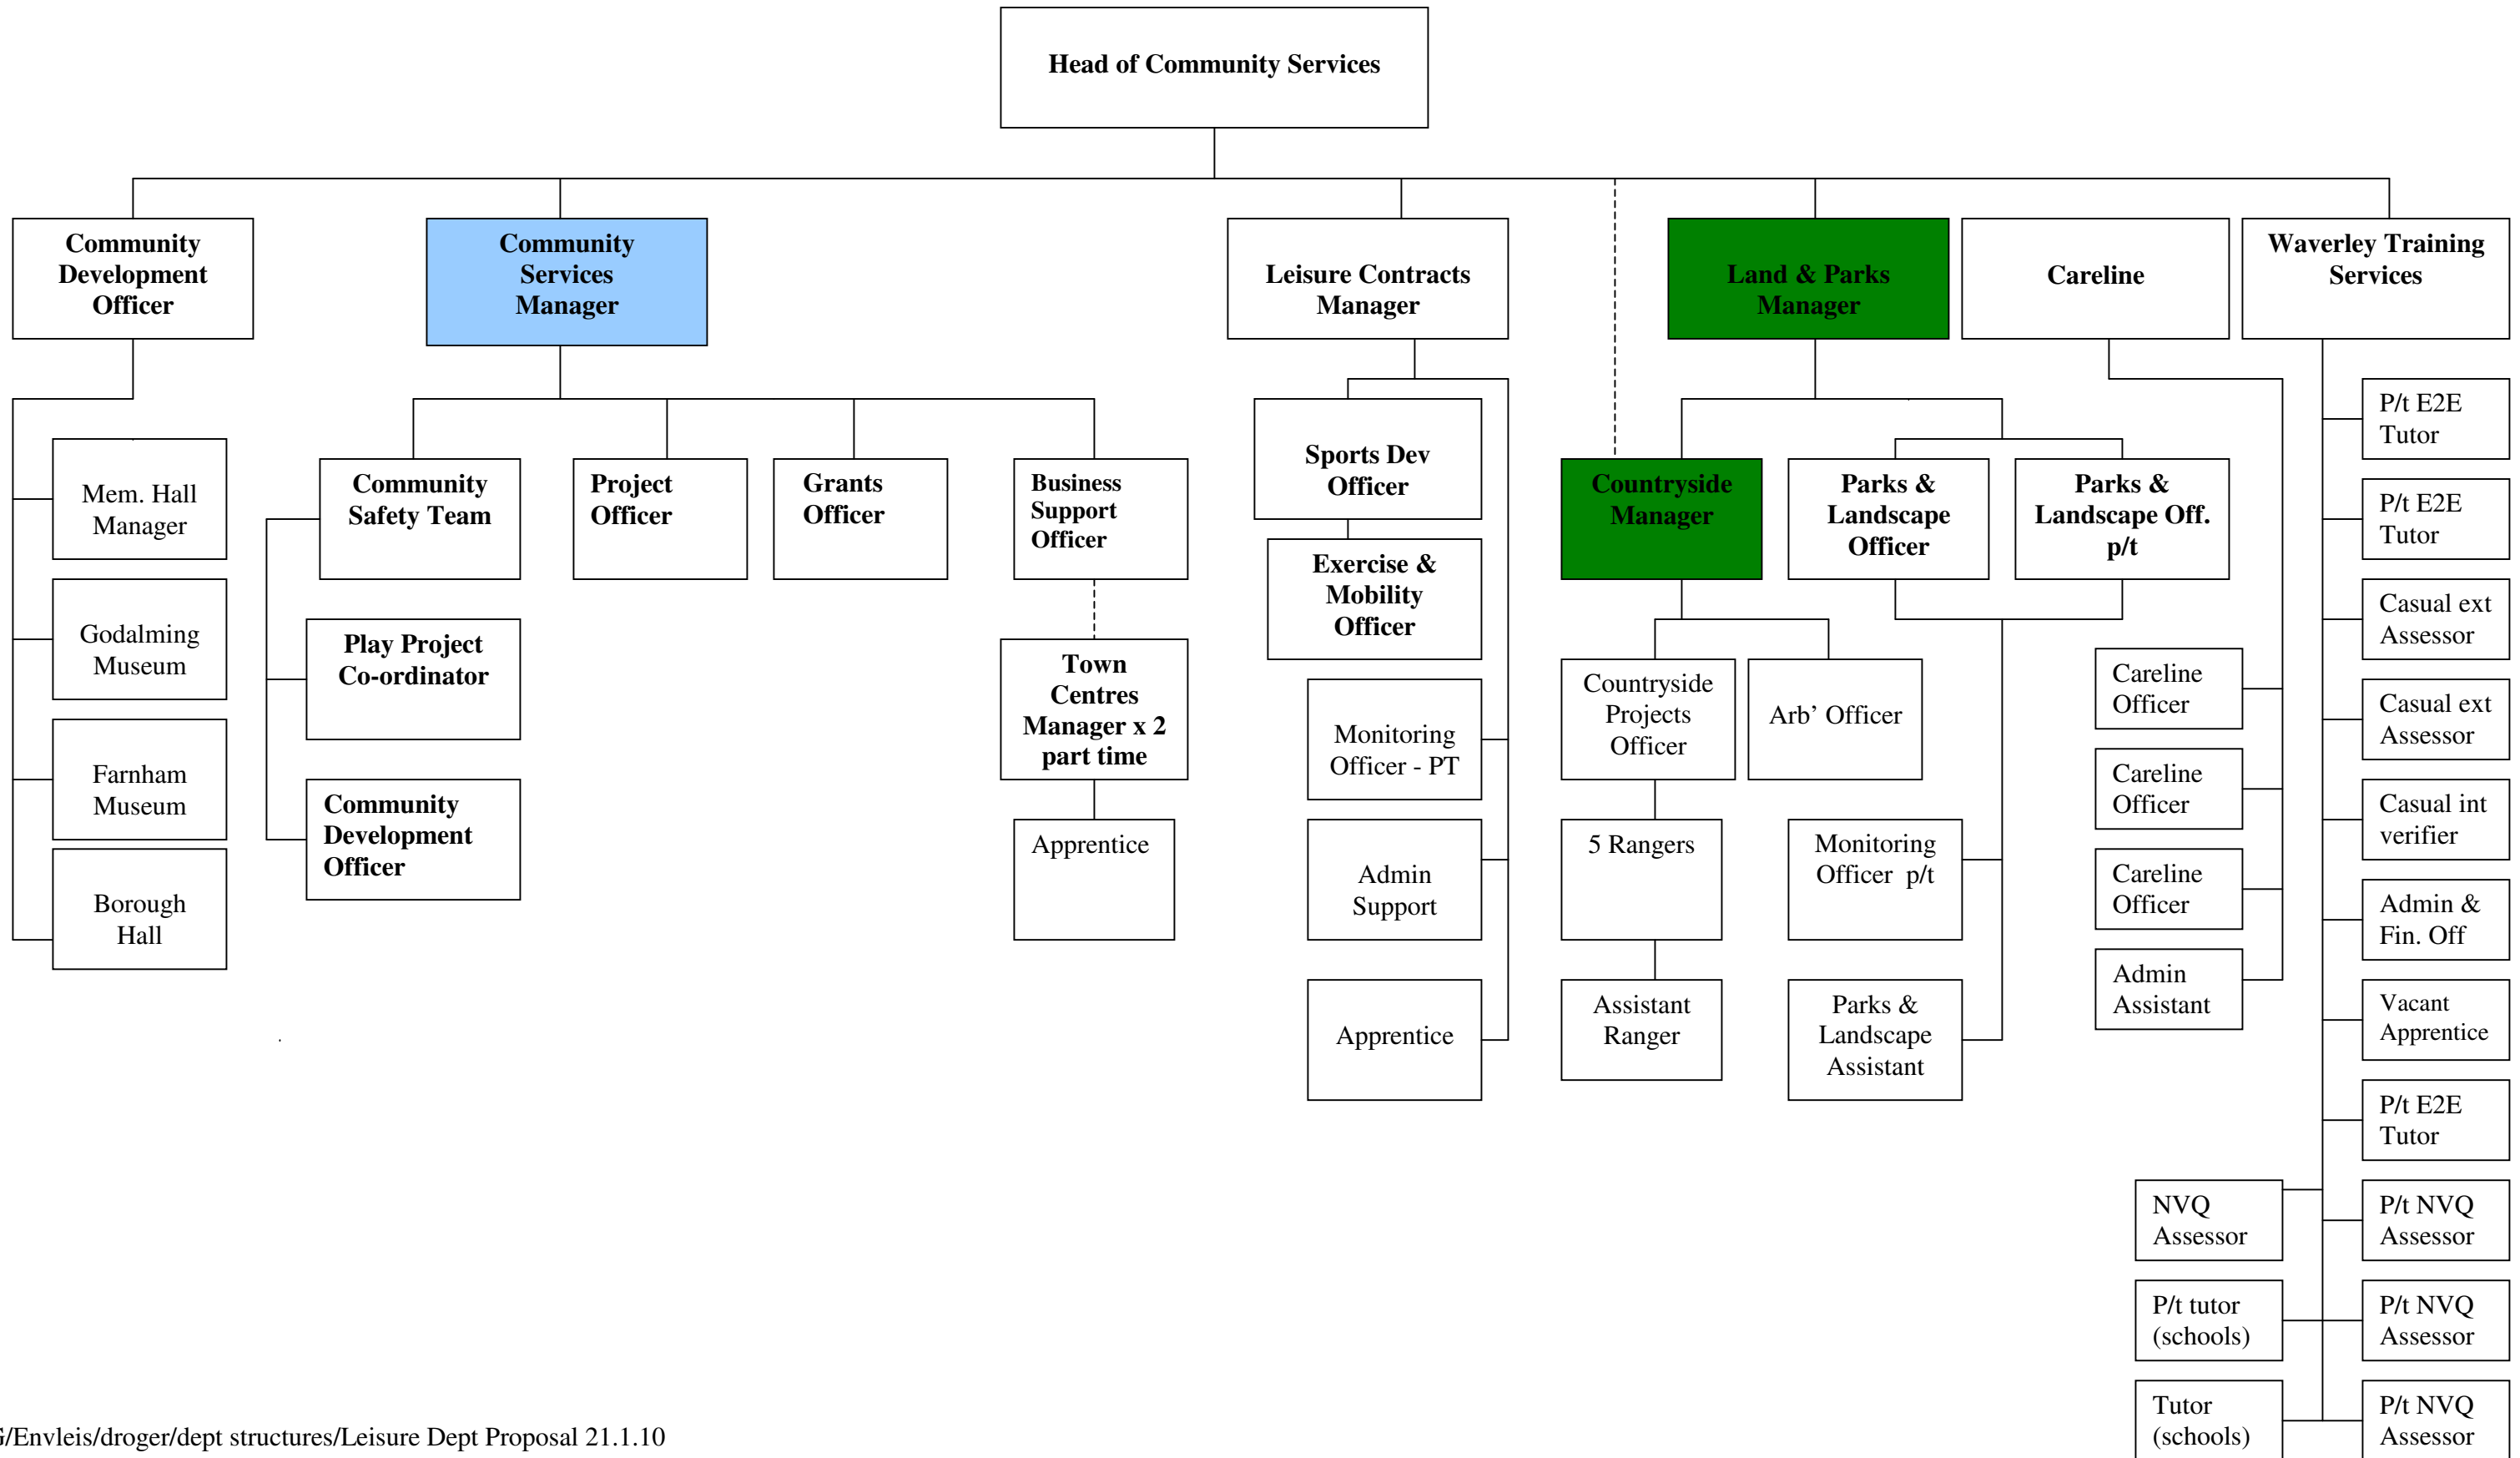 Head of Community Services
Community
Development
Officer
Community
Services
Manager
Leisure Contracts
Manager
Land & Parks
Manager
Careline
Waverley Training
Services
Mem. Hall
Manager
Godalming
Museum
Farnham
Museum
Borough
Hall
Community
Safety Team
Play Project
Co-ordinator
Community
Development
Officer
Project
Officer
Grants
Officer
Business
Support
Officer
Town
Centres
Manager x 2
part time
Apprentice
Sports Dev
Officer
Exercise &
Mobility
Officer
Monitoring
Officer - PT
Admin
Support
Apprentice
Countryside
Manager
Countryside
Projects
Officer
Arb’ Officer
5 Rangers
Assistant
Ranger
Parks &
Landscape
Officer
Parks &
Landscape Off.
p/t
Monitoring
Officer  p/t
Parks &
Landscape
Assistant
Careline
Officer
Careline
Officer
Careline
Officer
Admin
Assistant
P/t E2E
Tutor
P/t E2E
Tutor
Casual ext
Assessor
Casual ext
Assessor
Casual int
verifier
Admin &
Fin. Off
Vacant
Apprentice
P/t E2E
Tutor
NVQ
Assessor
P/t NVQ
Assessor
P/t tutor
(schools)
P/t NVQ
Assessor
Tutor
(schools)
P/t NVQ
Assessor
/Envleis/droger/dept structures/Leisure Dept Proposal 21.1.10